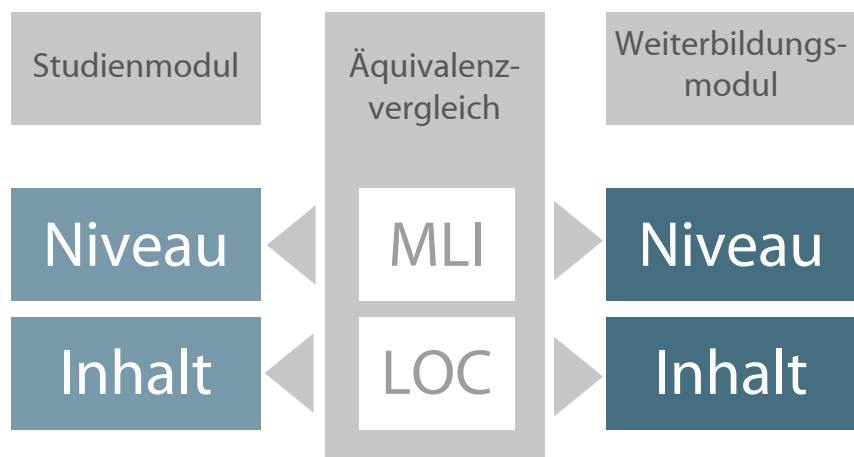 Studienmodul
Äquivalenz-
vergleich
Weiterbildungs-
modul
Niveau
MLI
Niveau
Inhalt
LOC
Inhalt